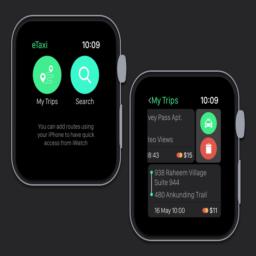 eTaxi
10:09
My Trips
Search
You can add routes using
your iPhone to have quick
access from iWatch
<My Trips
10:09
vey Pass Apt.
teo Views
8:43
$15
938 Raheem Village
Suite 944
480 Ankunding Trail
16 May 10:00
$11